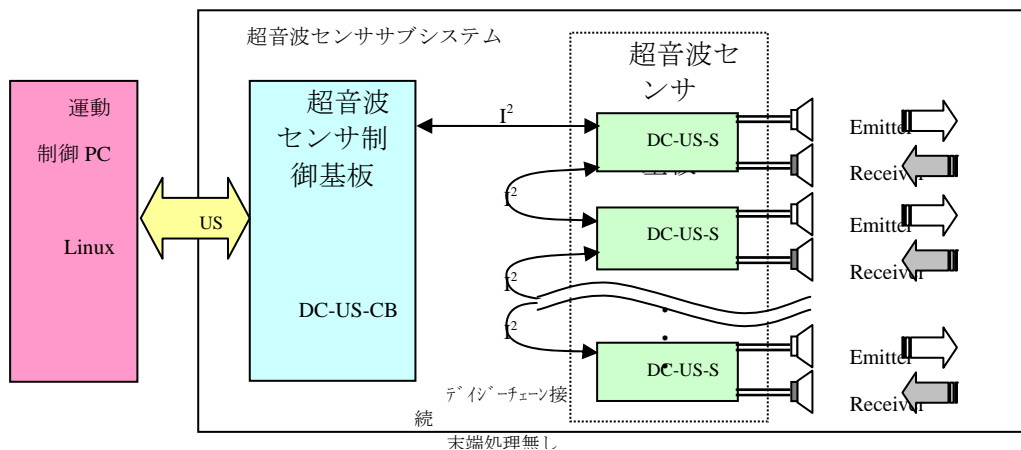 超音波センササブシステム
運動
制御 PC
Linux
US
超音波
センサ制
御基板
DC-US-CB
I²
I²
I²
I²
超音波セ
ンサ
DC-US-S
DC-US-S
DC-US-S
Emitter
Receiver
Emitter
Receiver
Emitter
Receiver
ﾃﾞｲｼﾞｰﾁｪｰﾝ接
続
末端処理無し